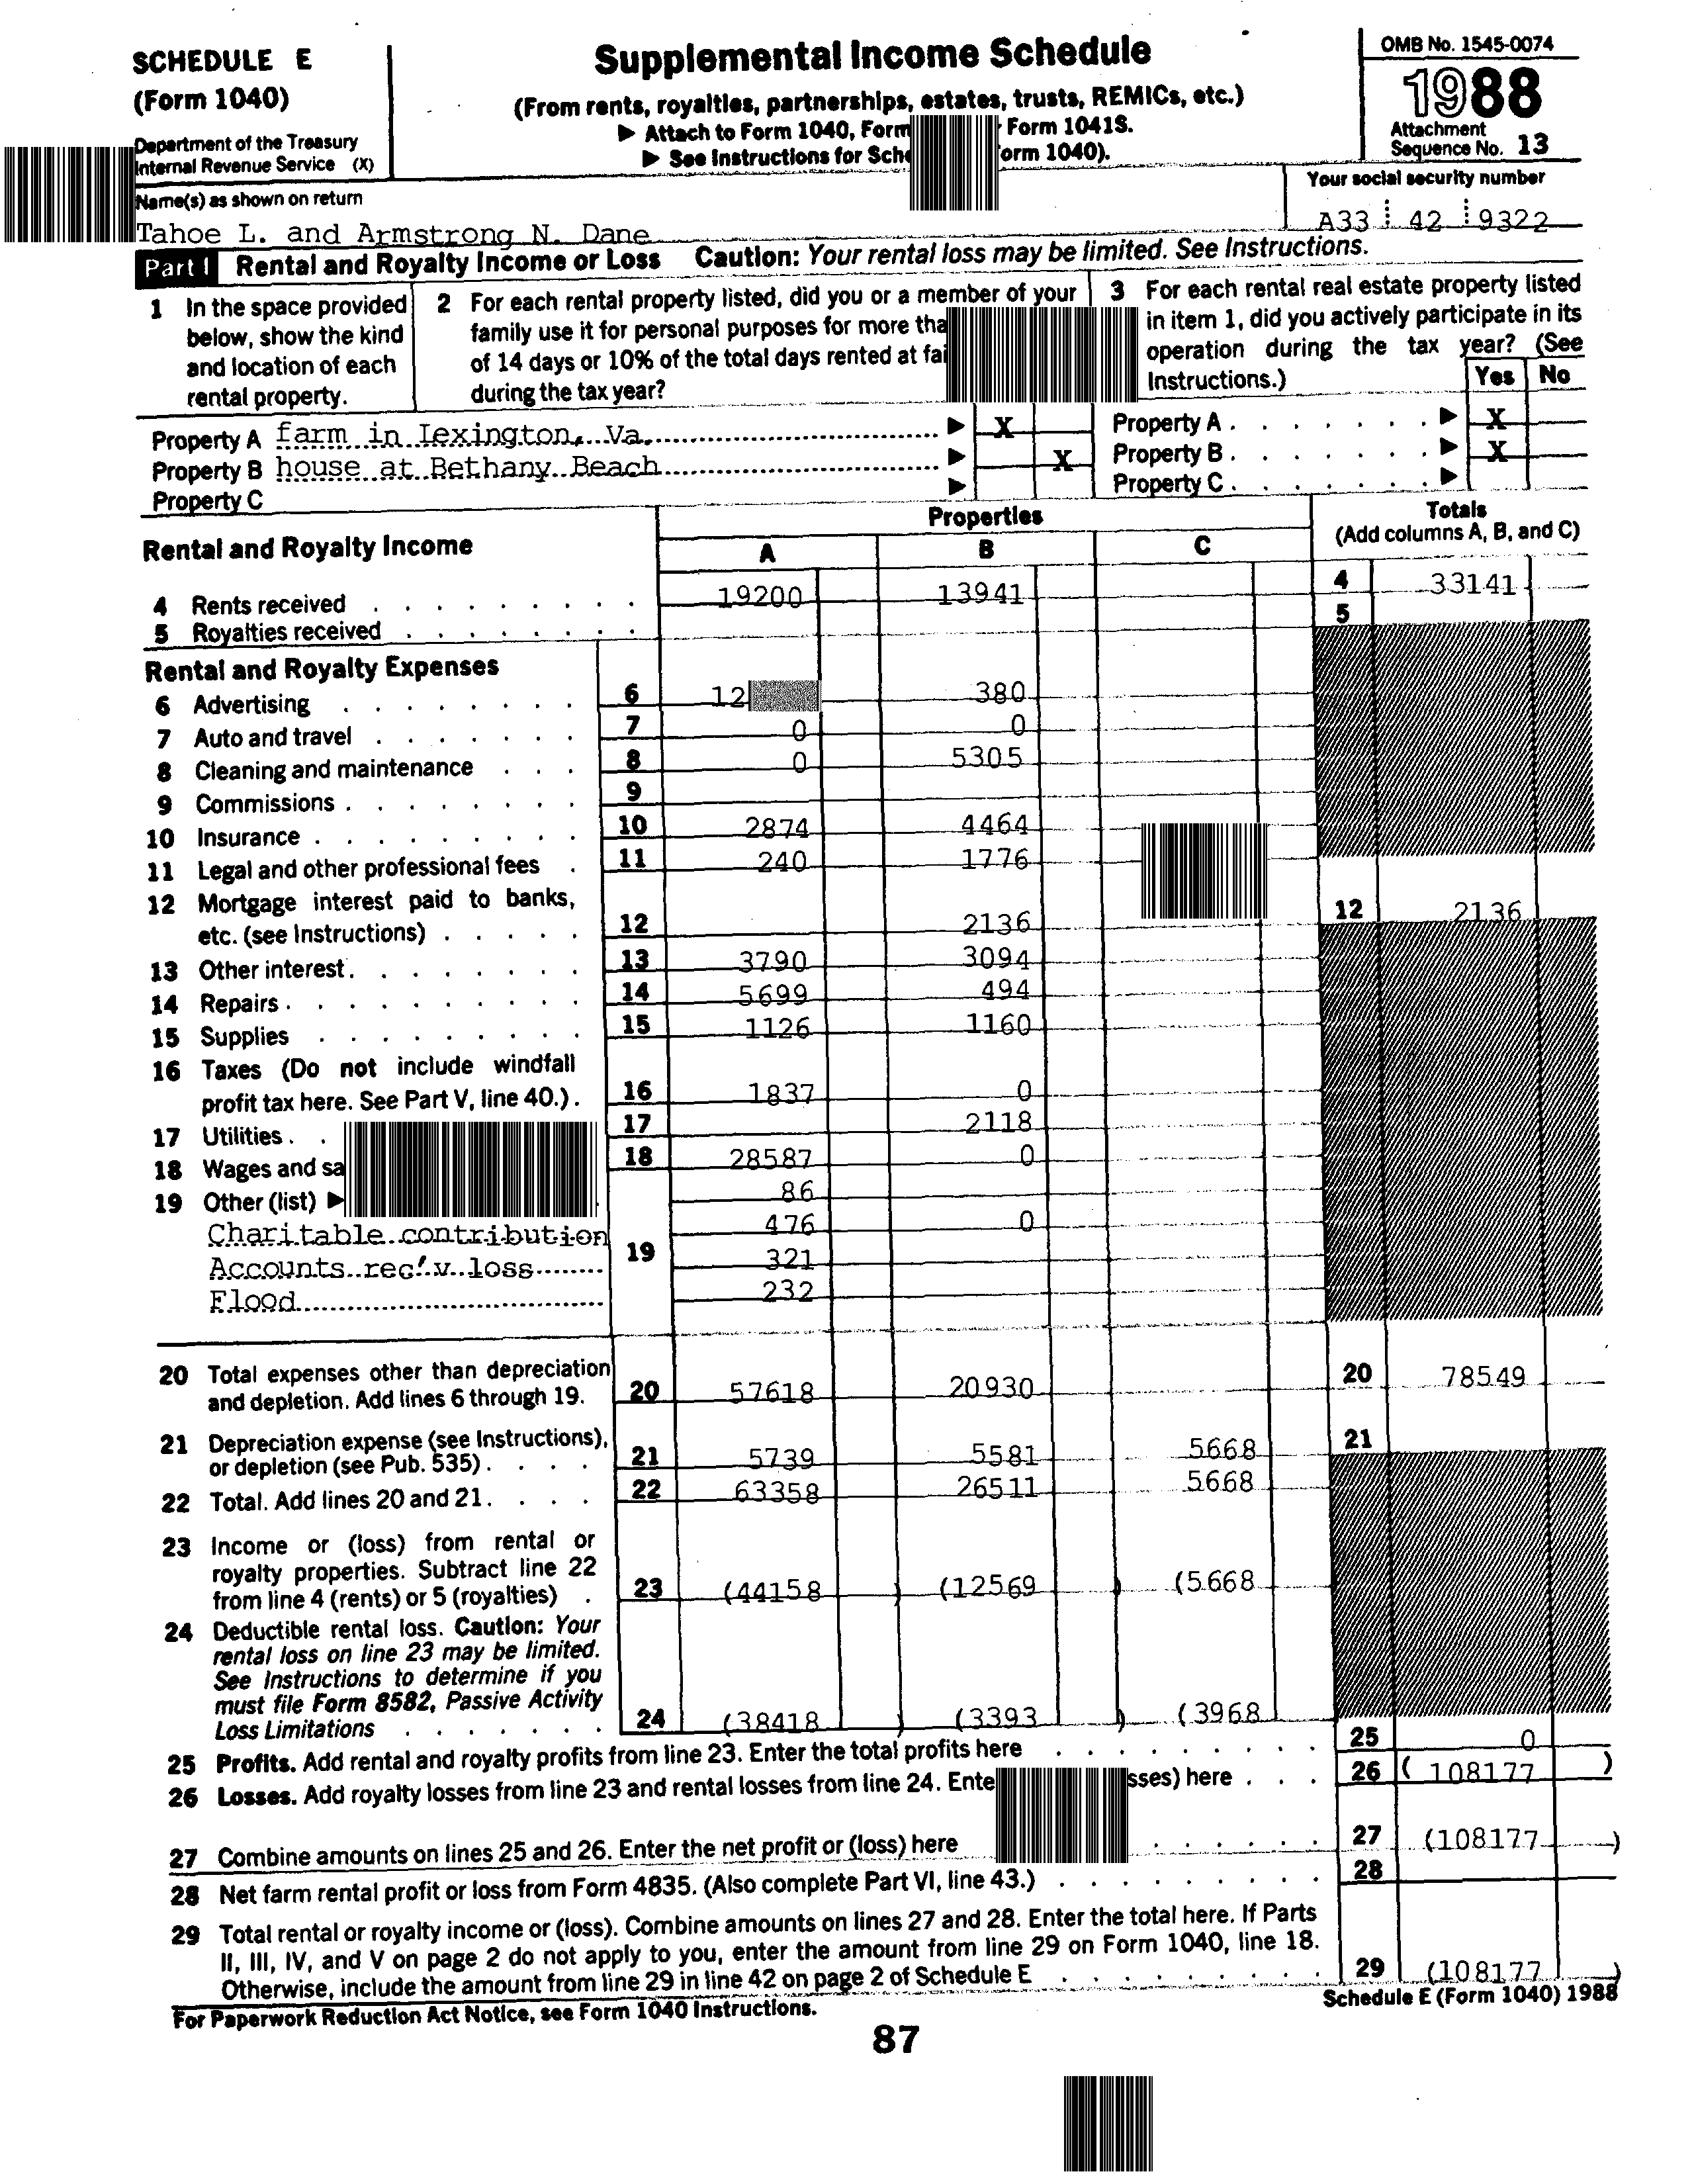 SCHEDULE E
(Form 1040)
Department of the Treasury
Internal Revenue Service (X)
Supplemental Income Schedule
(From rents, royalties, partnerships, estates, trusts, REMICs, etc.)
▶ Attach to Form 1040, Form Form 1041S.
▶ See Instructions for Sche orm 1040).
OMB No. 1545-0074
1988
Attachment
Sequence No. 13
Name(s) as shown on return
Tahoe L. and Armstrong N. Dane
Your social security number
A33 42 9322
Part I Rental and Royalty Income or Loss Caution: Your rental loss may be limited. See Instructions.
1 In the space provided
below, show the kind
and location of each
rental property.
2 For each rental property listed, did you or a member of your
family use it for personal purposes for more tha
of 14 days or 10% of the total days rented at fai
during the tax year?
3 For each rental real estate property listed
in item 1, did you actively participate in its
operation during the tax year? (See
Instructions.)
Yes No
Property A farm in Lexington, Va. ▶ X Property A ▶ X
Property B house at Bethany Beach ▶ X Property B ▶ X
Property C ▶ Property C ▶
Rental and Royalty Income
Properties
A B C
Totals
(Add columns A, B, and C)
4 Rents received 19200 13941 4 33141
5 Royalties received 5
Rental and Royalty Expenses
6 Advertising 6 12 380
7 Auto and travel 7 0 0
8 Cleaning and maintenance 8 0 5305
9 Commissions 9
10 Insurance 10 2874 4464
11 Legal and other professional fees 11 240 1776
12 Mortgage interest paid to banks,
etc. (see Instructions) 12 2136 12 2136
13 Other interest 13 3790 3094
14 Repairs 14 5699 494
15 Supplies 15 1126 1160
16 Taxes (Do not include windfall
profit tax here. See Part V, line 40.) 16 1837 0
17 Utilities 17 2118
18 Wages and sa 18 28587 0
19 Other (list) ▶ 86
Charitable contribution 476 0
Accounts rec'v loss 19 321
Flood 232
20 Total expenses other than depreciation
and depletion. Add lines 6 through 19. 20 57618 20930 20 78549
21 Depreciation expense (see Instructions),
or depletion (see Pub. 535) 21 5739 5581 5668 21
22 Total. Add lines 20 and 21 22 63358 26511 5668
23 Income or (loss) from rental or
royalty properties. Subtract line 22
from line 4 (rents) or 5 (royalties) 23 (44158 ) (12569 ) (5668
24 Deductible rental loss. Caution: Your
rental loss on line 23 may be limited.
See Instructions to determine if you
must file Form 8582, Passive Activity
Loss Limitations 24 (38418 ) (3393 ) (3968
25 Profits. Add rental and royalty profits from line 23. Enter the total profits here 25 0
26 Losses. Add royalty losses from line 23 and rental losses from line 24. Ente sses) here 26 ( 108177 )
27 Combine amounts on lines 25 and 26. Enter the net profit or (loss) here 27 (108177 )
28 Net farm rental profit or loss from Form 4835. (Also complete Part VI, line 43.) 28
29 Total rental or royalty income or (loss). Combine amounts on lines 27 and 28. Enter the total here. If Parts
II, III, IV, and V on page 2 do not apply to you, enter the amount from line 29 on Form 1040, line 18.
Otherwise, include the amount from line 29 in line 42 on page 2 of Schedule E 29 (108177 )
For Paperwork Reduction Act Notice, see Form 1040 Instructions.
Schedule E (Form 1040) 1988
87